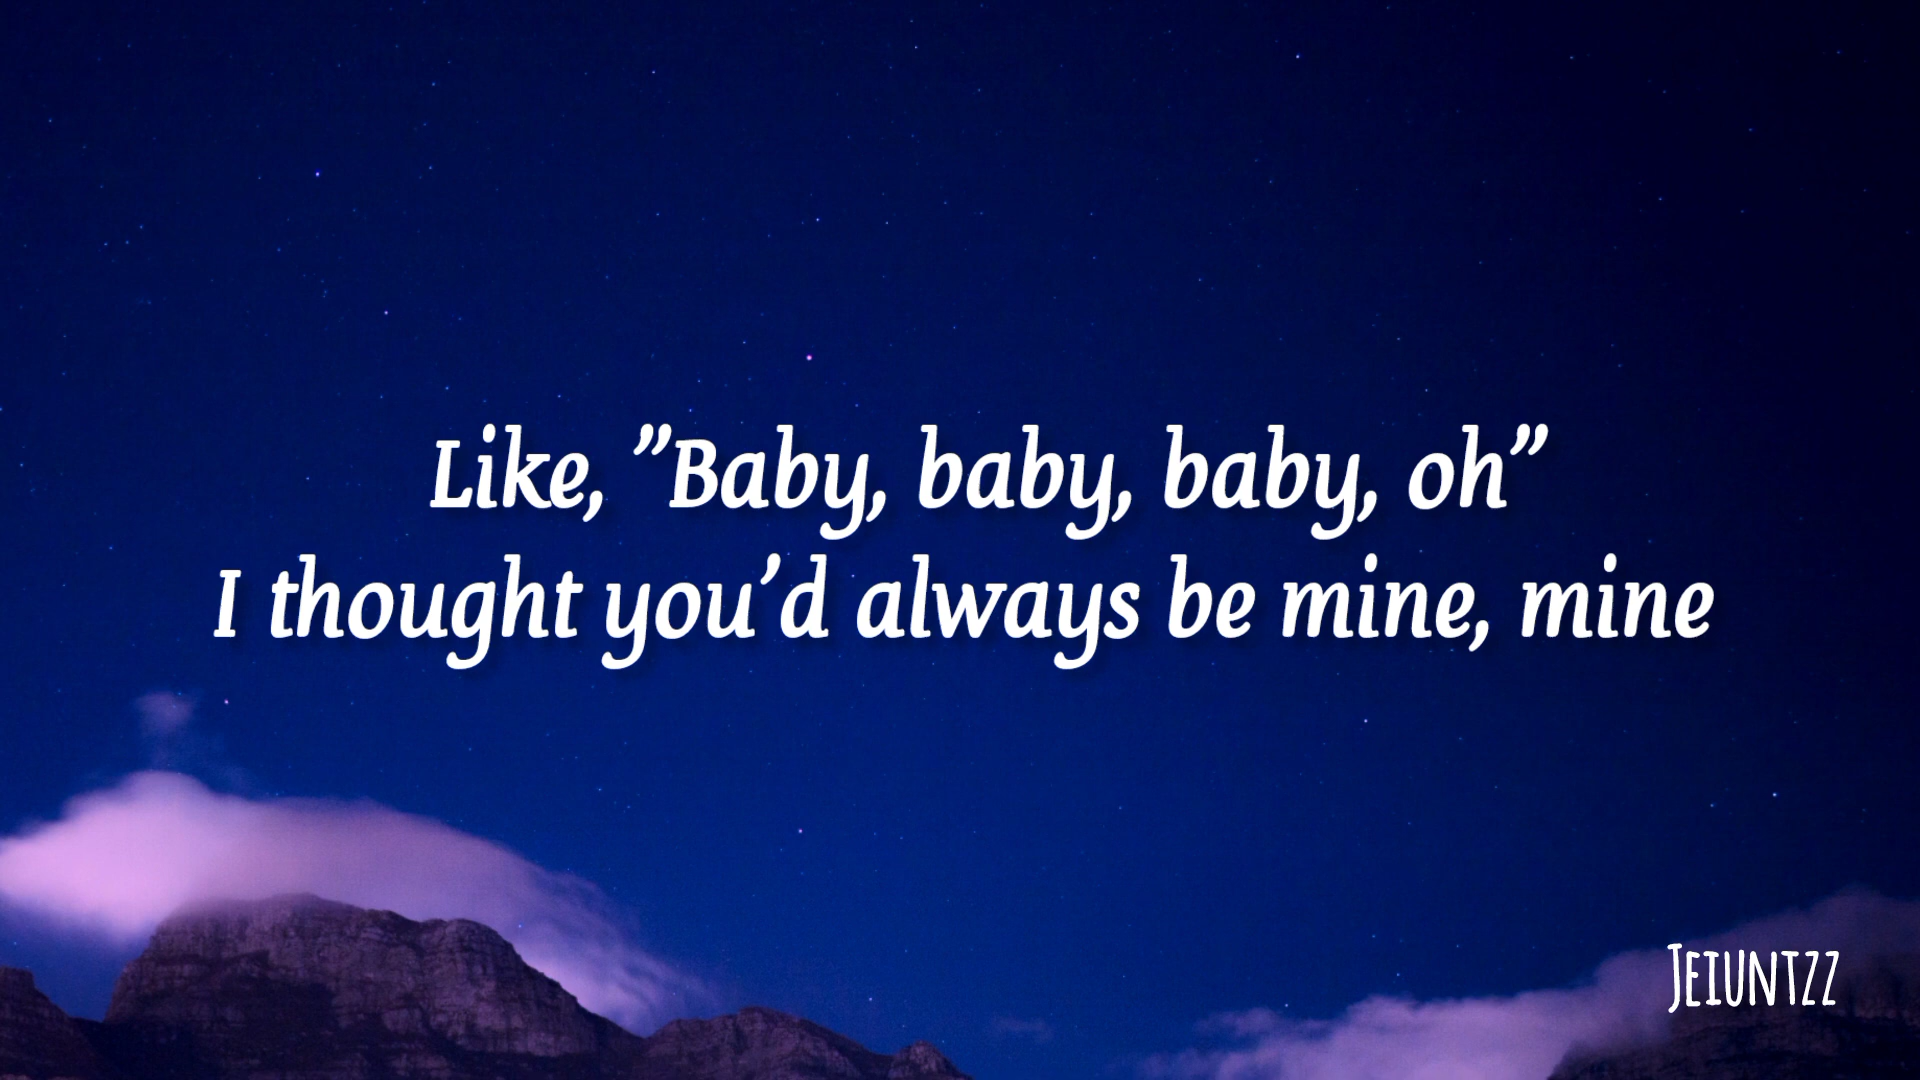 Like, ”Baby, baby, baby, oh”
I thought you’d always be mine, mine
Jeiuntzz